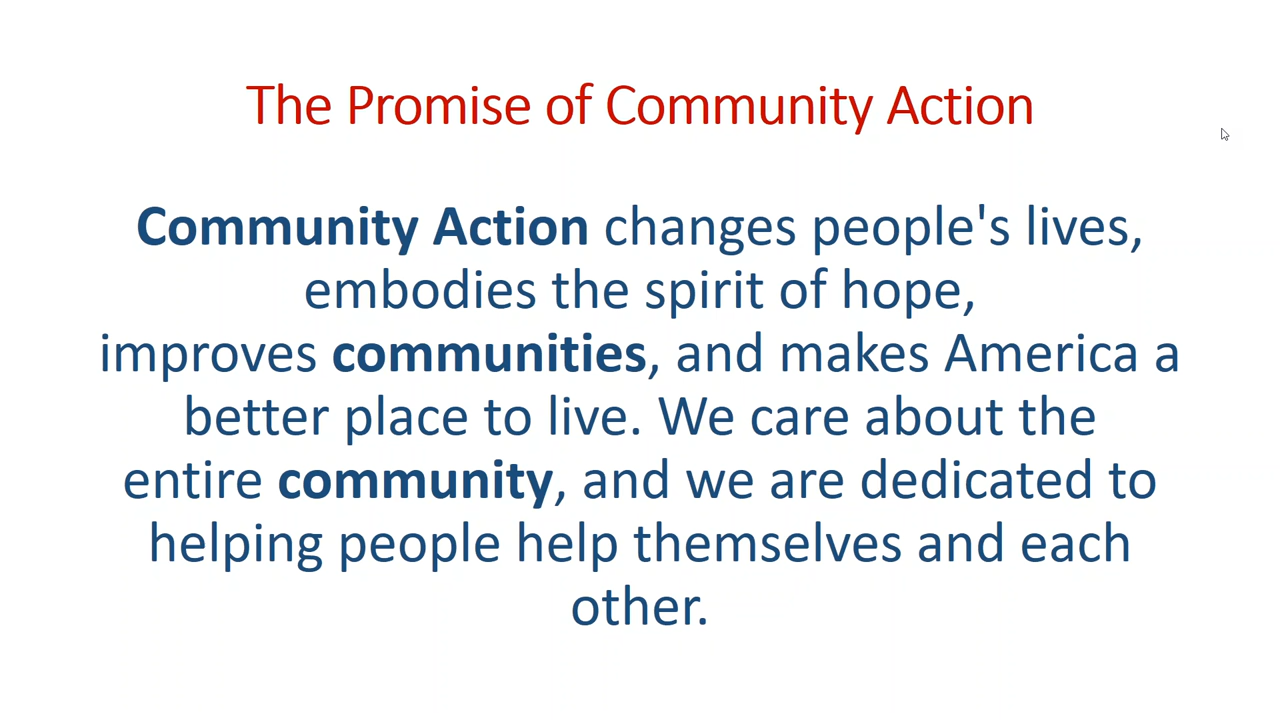 The Promise of Community Action
Community Action changes people's lives,
embodies the spirit of hope,
improves communities, and makes America a
better place to live. We care about the
entire community, and we are dedicated to
helping people help themselves and each
other.